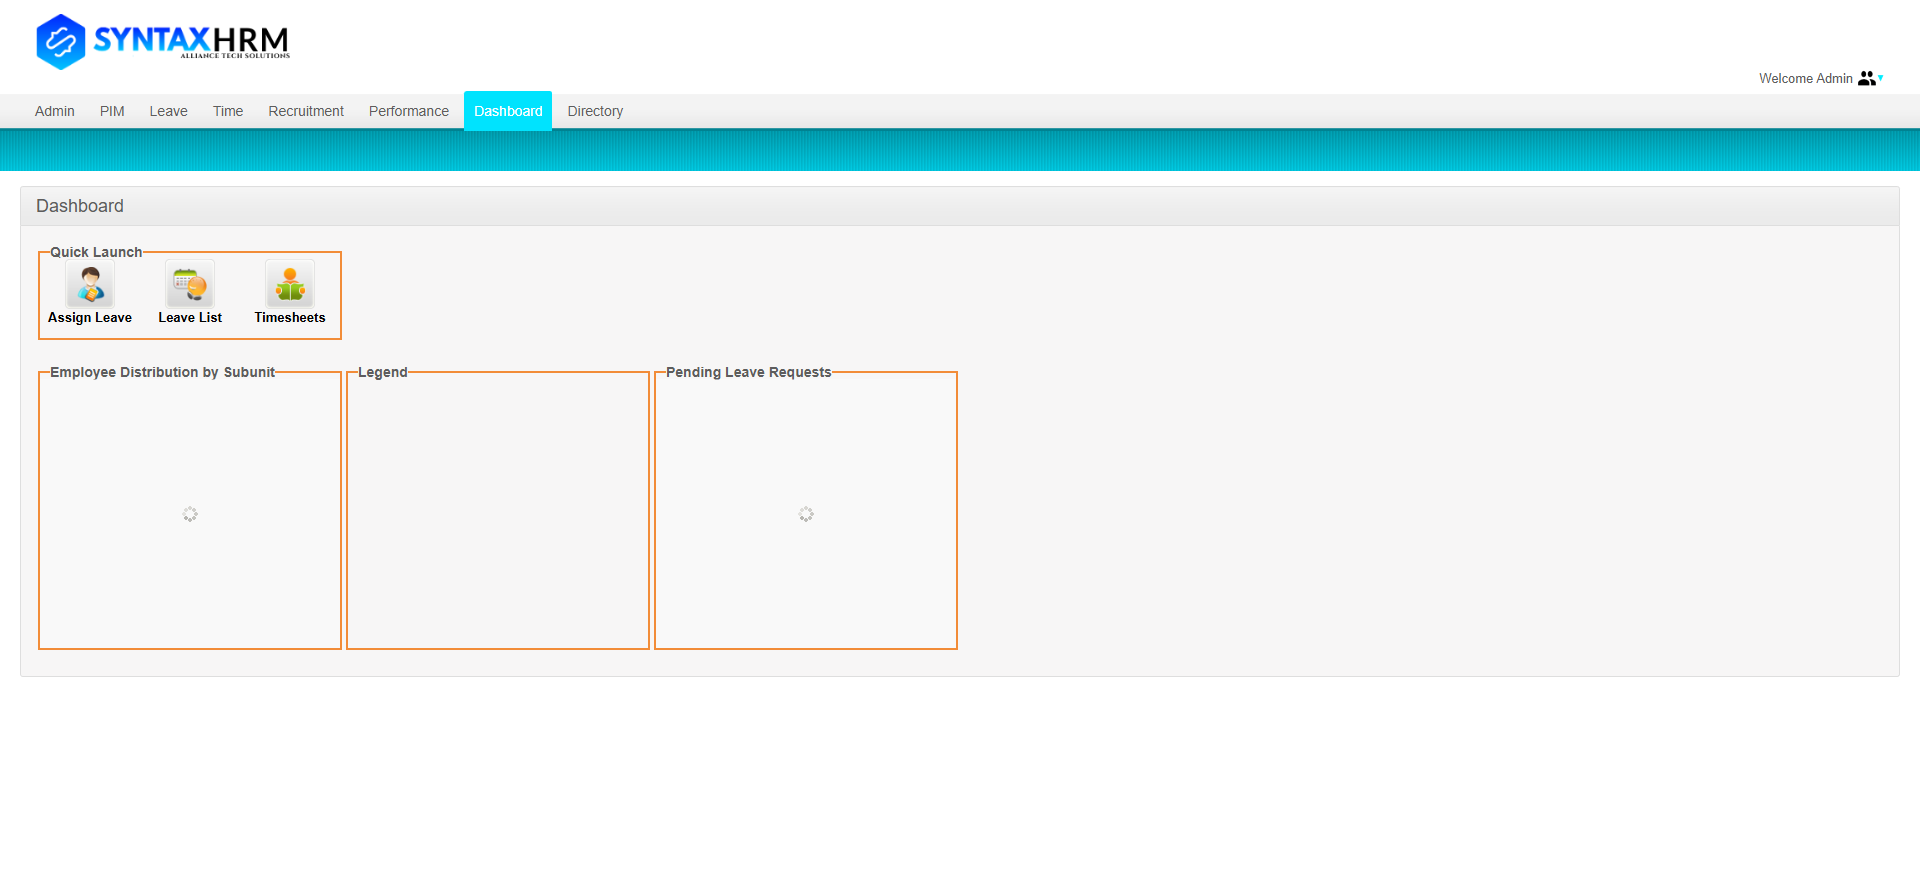 SYNTAXHRM
ALLIANCE TECH SOLUTIONS
Welcome Admin
Admin PIM Leave Time Recruitment Performance Dashboard Directory
Dashboard
Quick Launch
Assign Leave Leave List Timesheets
Employee Distribution by Subunit Legend Pending Leave Requests